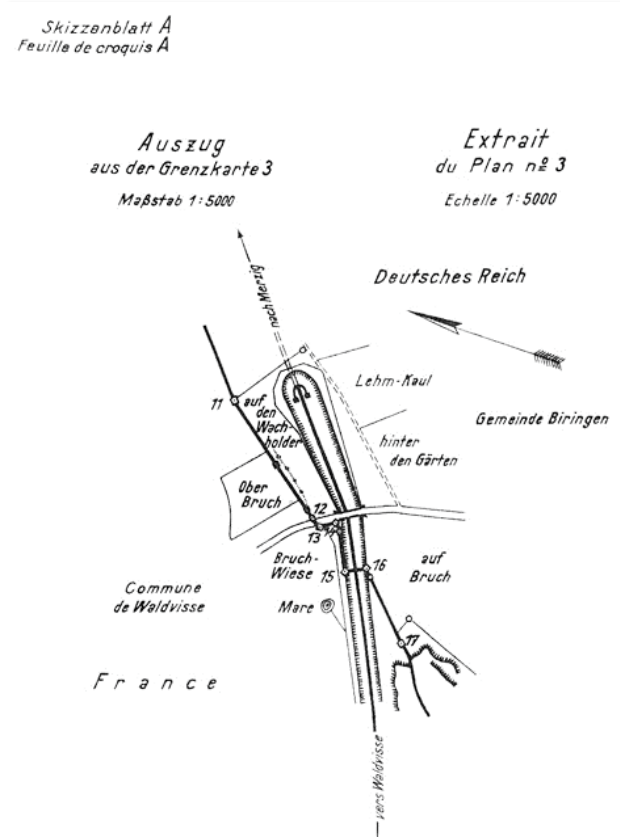 Skizzenblatt A
Feuille de croquis A
Auszug
aus der Grenzkarte 3
Maßstab 1:5000
Extrait
du Plan nº 3
Echelle 1:5000
nach Merzig
Deutsches Reich
Lehm-Kaul
11
auf
den
Wach-
holder
Gemeinde Biringen
hinter
den Gärten
Ober
Bruch
12
13
Bruch-
Wiese
15
16
auf
Bruch
Commune
de Waldvisse
Mare
17
France
vers Waldvisse